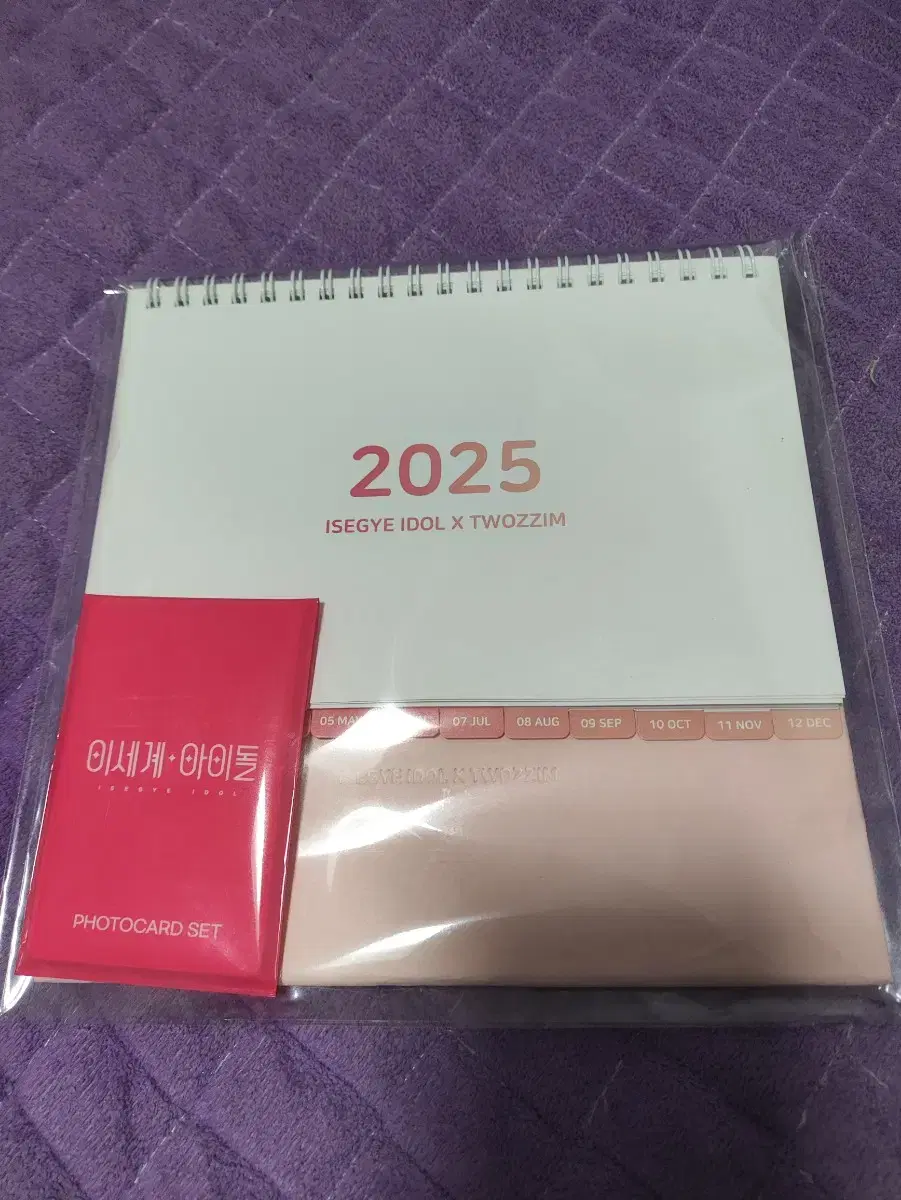 2025
ISEGYE IDOL X TWOZZIM
05 MAY 07 JUL 08 AUG 09 SEP 10 OCT 11 NOV 12 DEC
이세계아이돌
ISEGYE IDOL
ISEGYE IDOL X TWOZZIM
PHOTOCARD SET